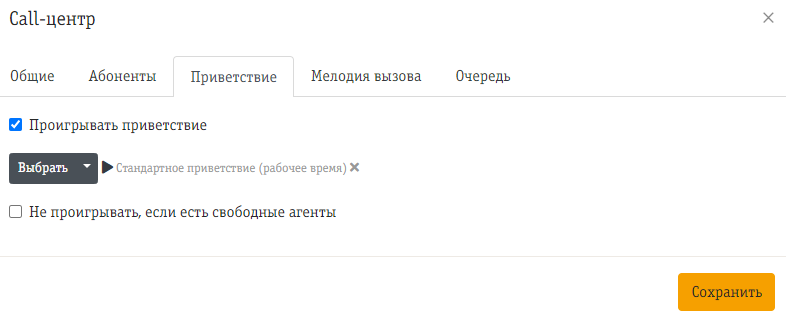 Call-центр
Общие Абоненты Приветствие Мелодия вызова Очередь
Проигрывать приветствие
Выбрать Стандартное приветствие (рабочее время)
Не проигрывать, если есть свободные агенты
Сохранить